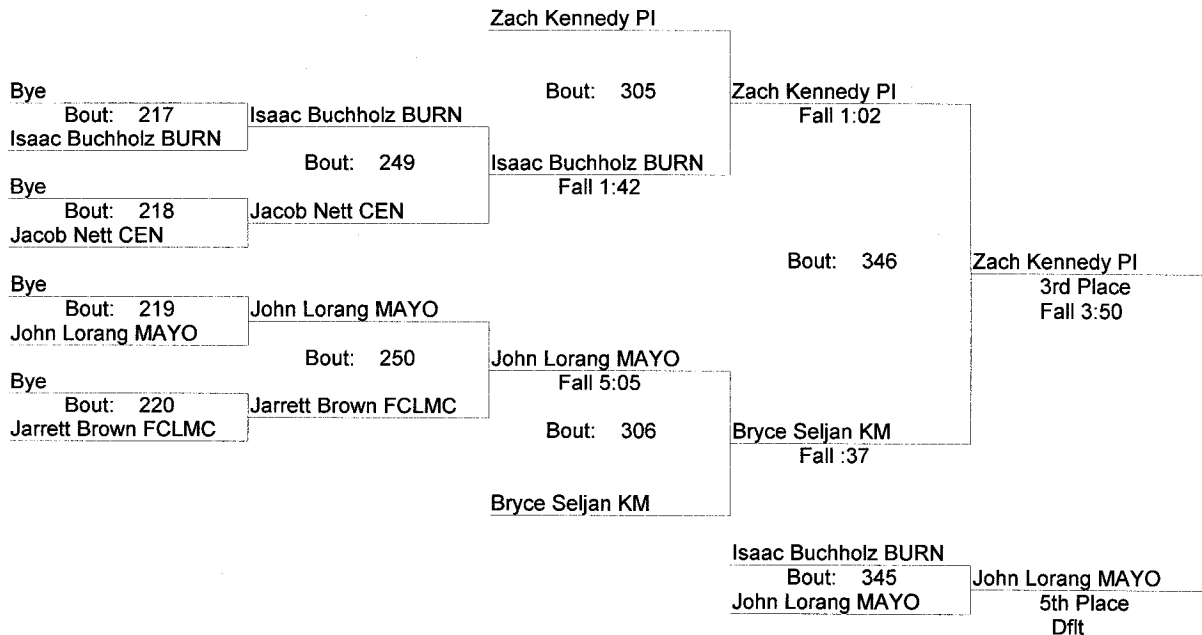 Zach Kennedy PI
Bye
Bout: 305
Zach Kennedy PI
Bout: 217
Isaac Buchholz BURN
Fall 1:02
Isaac Buchholz BURN
Bout: 249
Isaac Buchholz BURN
Bye
Fall 1:42
Bout: 218
Jacob Nett CEN
Jacob Nett CEN
Bout: 346
Zach Kennedy PI
Bye
3rd Place
Bout: 219
John Lorang MAYO
Fall 3:50
John Lorang MAYO
Bout: 250
John Lorang MAYO
Bye
Fall 5:05
Bout: 220
Jarrett Brown FCLMC
Jarrett Brown FCLMC
Bout: 306
Bryce Seljan KM
Fall :37
Bryce Seljan KM
Isaac Buchholz BURN
Bout: 345
John Lorang MAYO
John Lorang MAYO
5th Place
Dflt